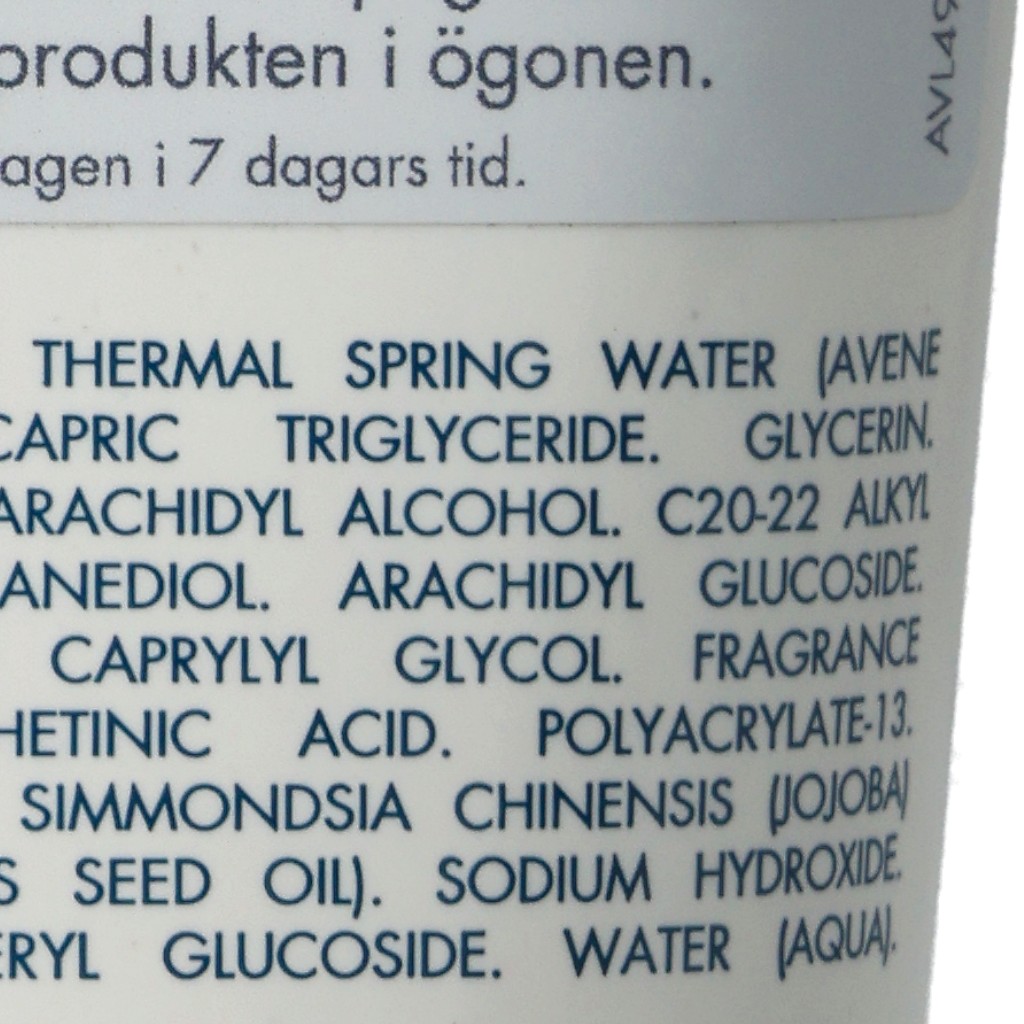 produkten i ögonen.
agen i 7 dagars tid.
AVL49
THERMAL SPRING WATER (AVENE
CAPRIC TRIGLYCERIDE. GLYCERIN.
ARACHIDYL ALCOHOL. C20-22 ALKYL
ANEDIOL. ARACHIDYL GLUCOSIDE.
CAPRYLYL GLYCOL. FRAGRANCE
HETINIC ACID. POLYACRYLATE-13.
SIMMONDSIA CHINENSIS (JOJOBA)
S SEED OIL). SODIUM HYDROXIDE.
ERYL GLUCOSIDE. WATER (AQUA).